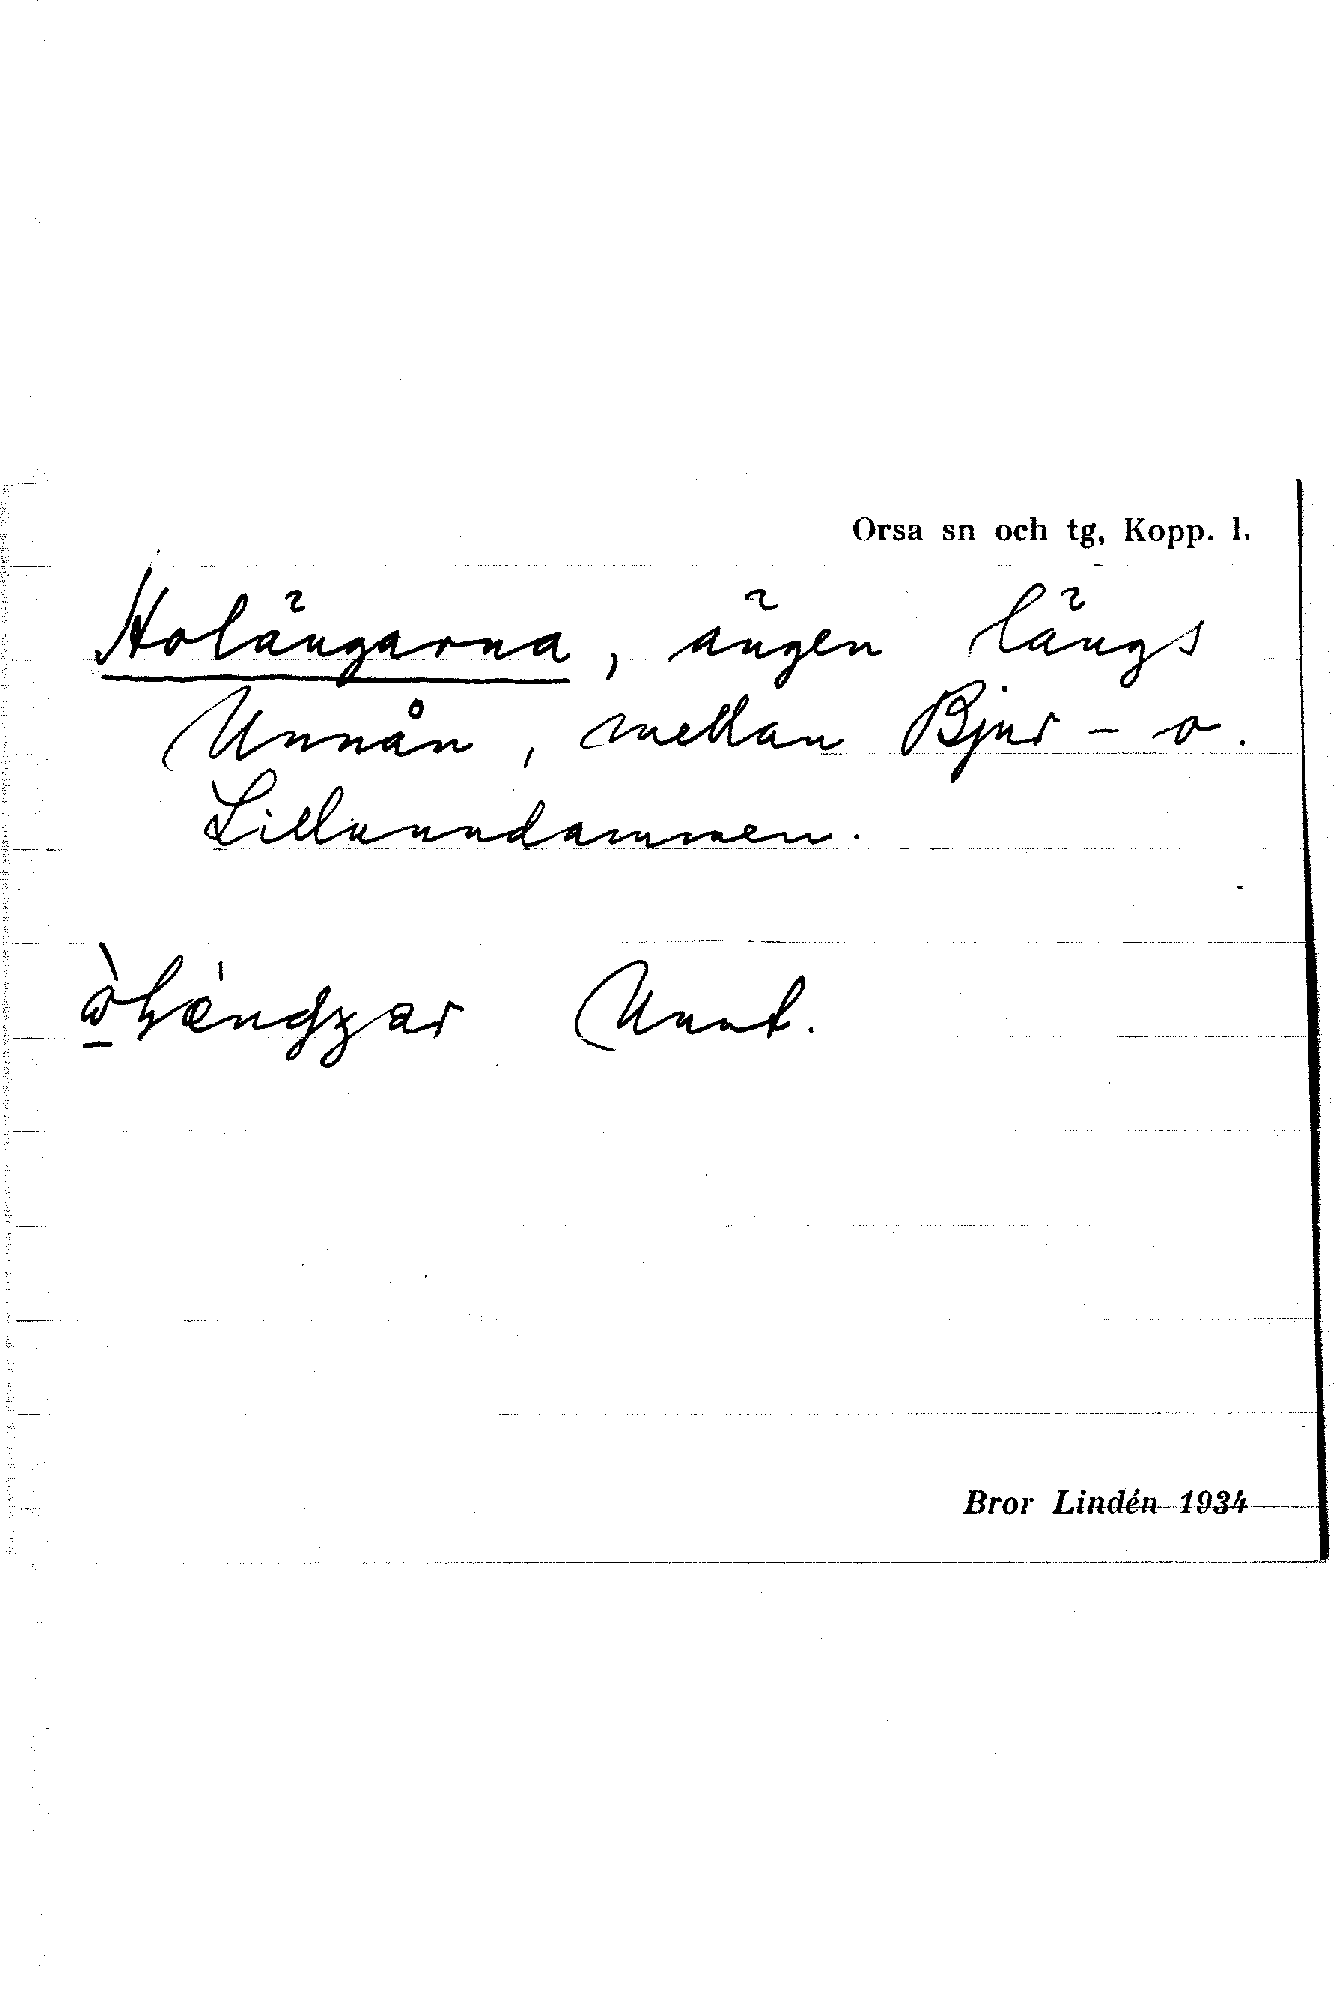 Orsa sn och tg, Kopp. l.
Holängarna, ängen längs
Unnån, mellan Bjur- o.
Lillunndammen.
Unnt.
Bror Lindén 1934